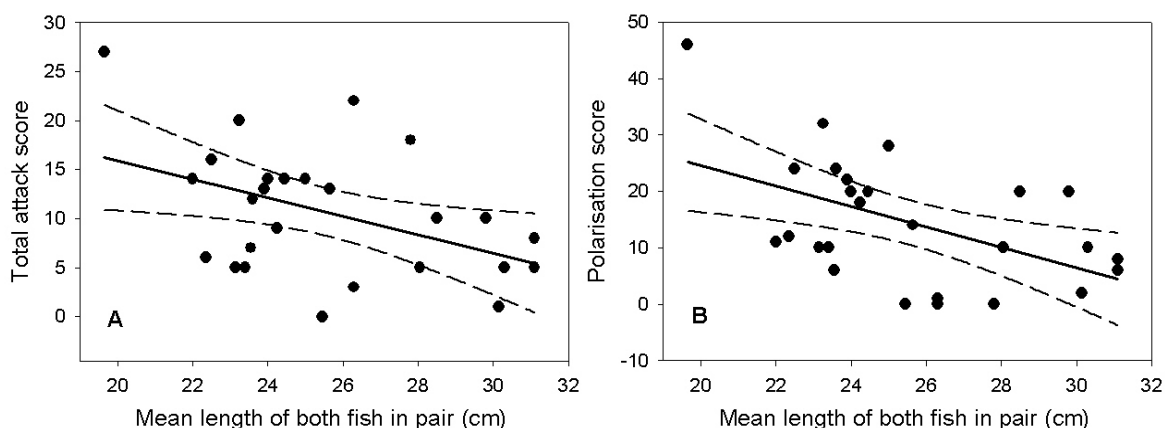 Total attack score
30
25
20
15
10
5
0
A
20 22 24 26 28 30 32
Mean length of both fish in pair (cm)
Polarisation score
50
40
30
20
10
0
-10
B
20 22 24 26 28 30 32
Mean length of both fish in pair (cm)